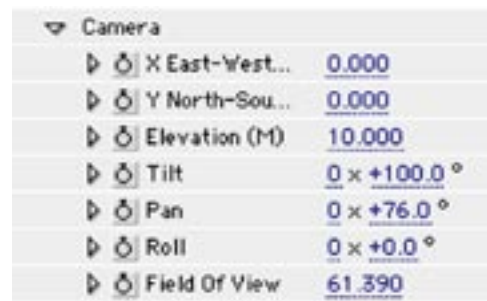 Camera
X East-West... 0.000
Y North-Sou... 0.000
Elevation (M) 10.000
Tilt 0 x +100.0 °
Pan 0 x +76.0 °
Roll 0 x +0.0 °
Field Of View 61.390